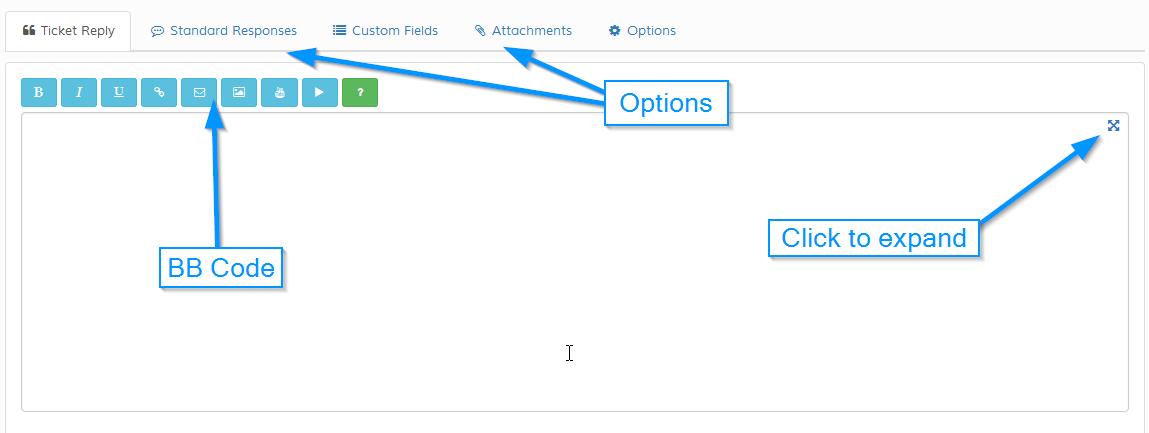 Ticket Reply Standard Responses Custom Fields Attachments Options
B I U ?
Options
Click to expand
BB Code